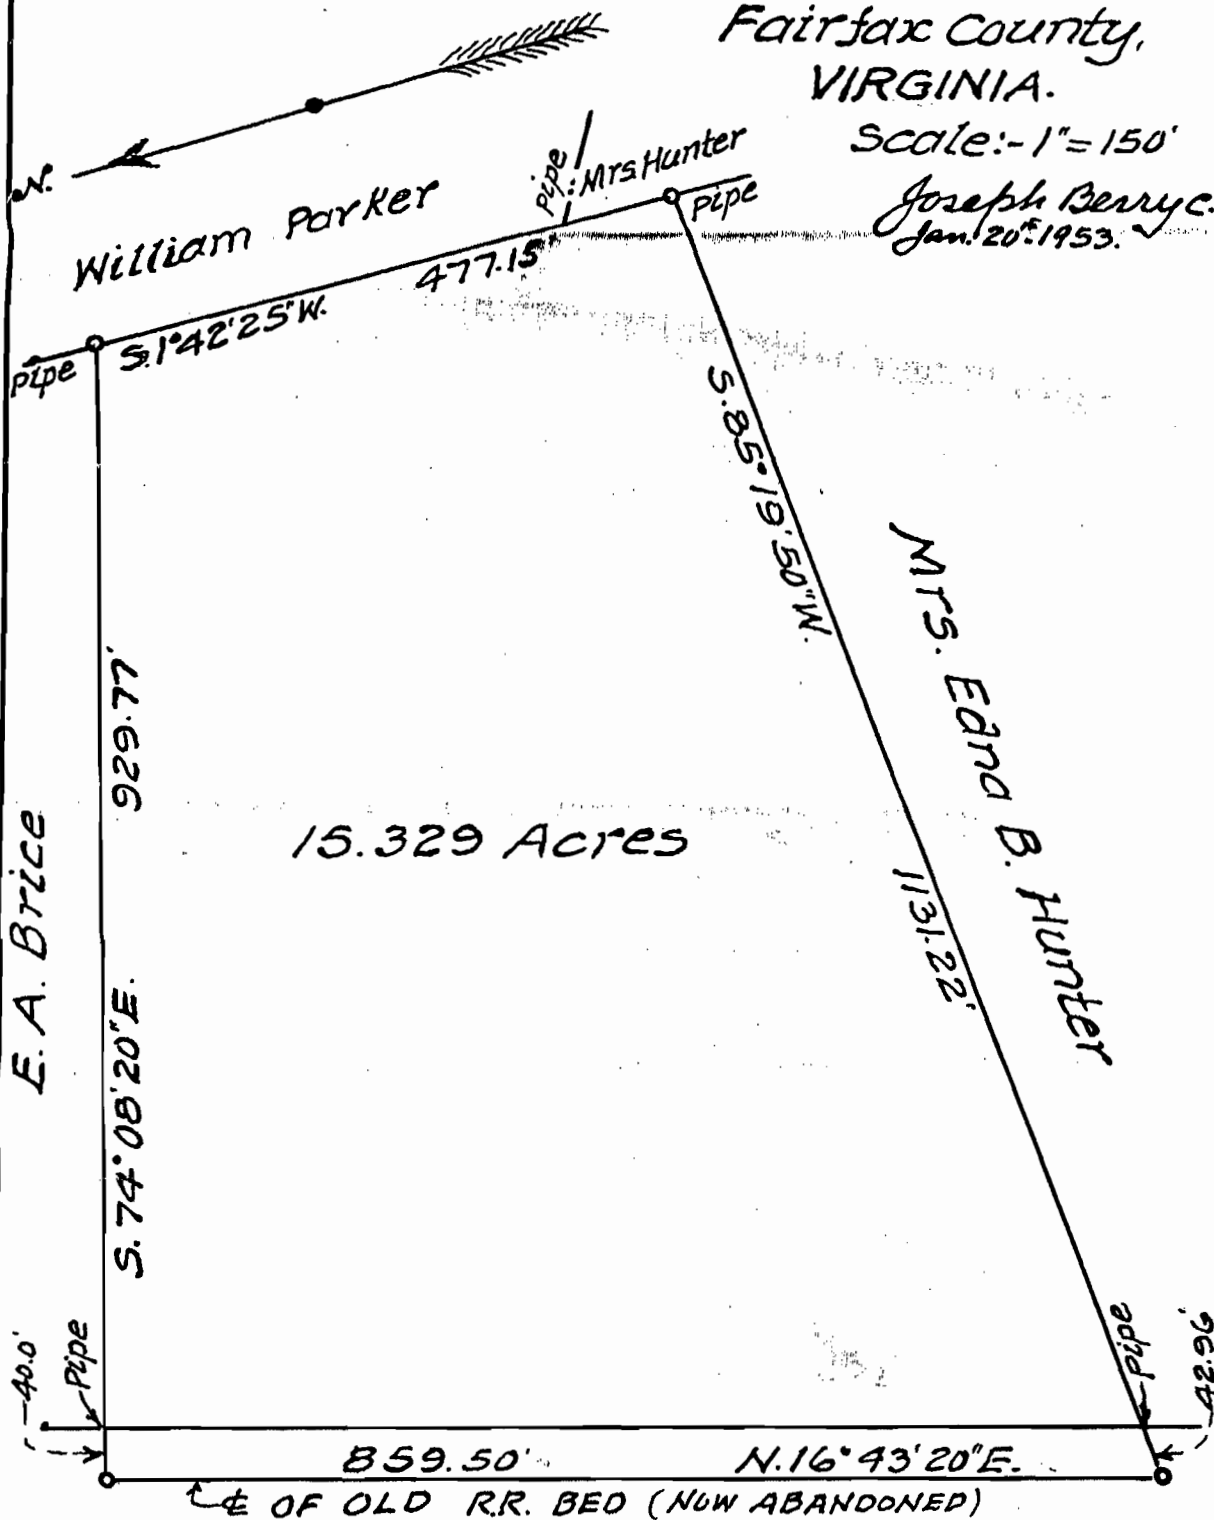 Fairfax County,
VIRGINIA.
Scale:- 1" = 150'
Joseph Berry C.
Jan. 20th 1953.
N.
William Parker
Pipe
Mrs Hunter
Pipe
477.15'
S.1°42'25"W.
Pipe
S.85°19'50"W.
Mrs. Edna B. Hunter
929.77'
15.329 Acres
1131.22'
E. A. Brice
S.74°08'20"E.
40.0'
Pipe
Pipe
42.96'
859.50'
N.16°43'20"E.
℄ OF OLD R.R. BED (NOW ABANDONED)